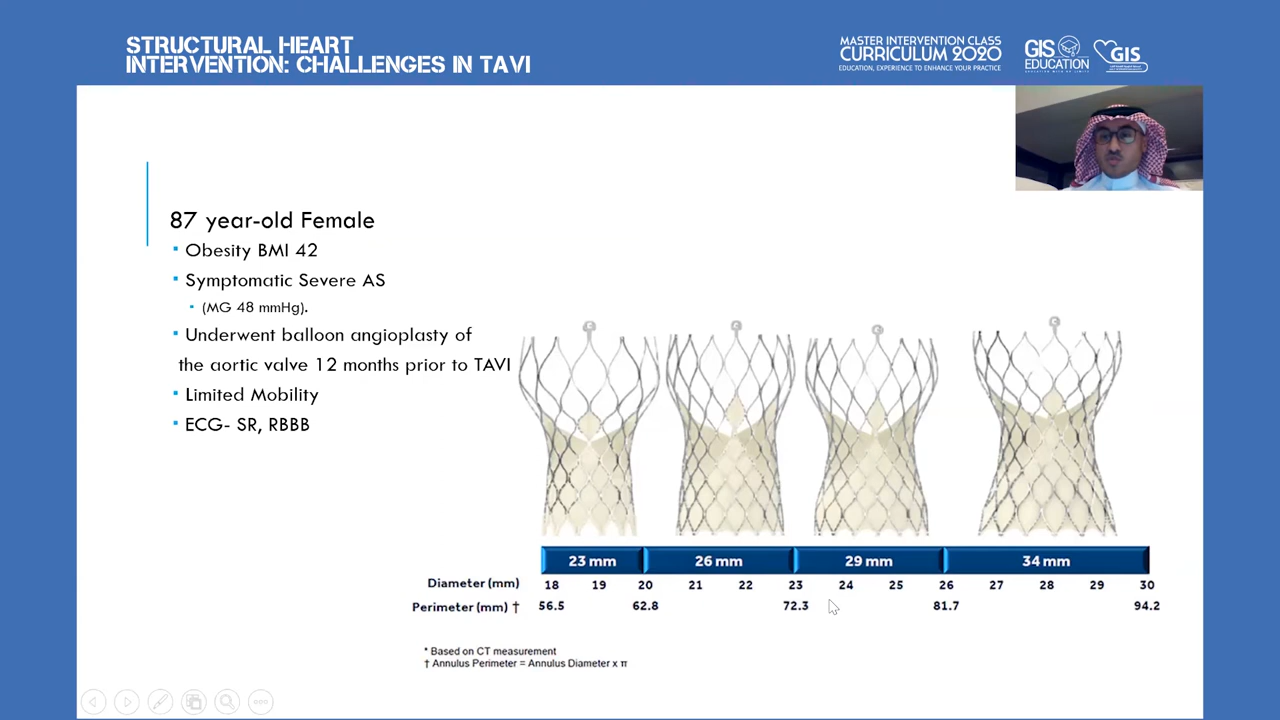 STRUCTURAL HEART
INTERVENTION: CHALLENGES IN TAVI
MASTER INTERVENTION CLASS
CURRICULUM 2020
EDUCATION, EXPERIENCE TO ENHANCE YOUR PRACTICE
GIS
EDUCATION
GIS
87 year-old Female
Obesity BMI 42
Symptomatic Severe AS
(MG 48 mmHg).
Underwent balloon angioplasty of
the aortic valve 12 months prior to TAVI
Limited Mobility
ECG- SR, RBBB
23 mm 26 mm 29 mm 34 mm
Diameter (mm) 18 19 20 21 22 23 24 25 26 27 28 29 30
Perimeter (mm) † 56.5 62.8 72.3 81.7 94.2
* Based on CT measurement
† Annulus Perimeter = Annulus Diameter x π